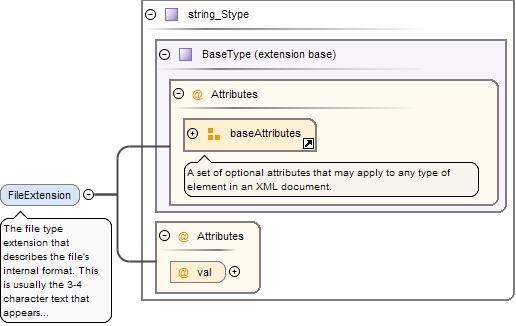 string_Stype
BaseType (extension base)
@ Attributes
baseAttributes
A set of optional attributes that may apply to any type of
element in an XML document.
FileExtension
The file type
extension that
describes the file's
internal format. This
is usually the 3-4
character text that
appears...
@ Attributes
@ val